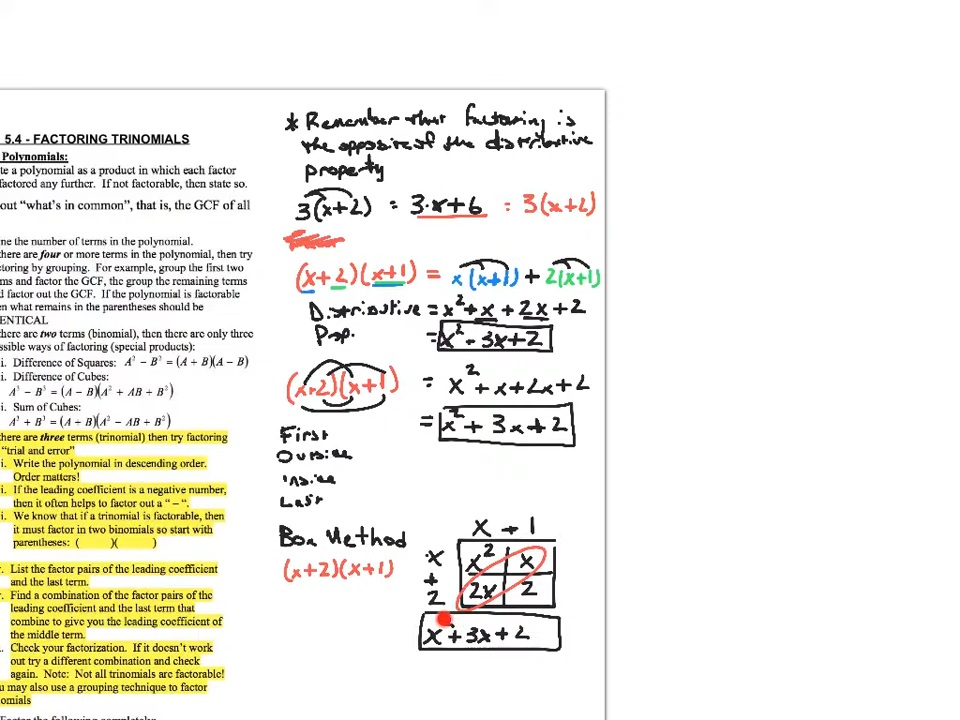 5.4 - FACTORING TRINOMIALS
Polynomials:
te a polynomial as a product in which each factor
factored any further. If not factorable, then state so.
out “what's in common”, that is, the GCF of all
ne the number of terms in the polynomial.
there are four or more terms in the polynomial, then try
ctoring by grouping. For example, group the first two
ms and factor the GCF, the group the remaining terms
d factor out the GCF. If the polynomial is factorable
en what remains in the parentheses should be
ENTICAL
there are two terms (binomial), then there are only three
ssible ways of factoring (special products):
i. Difference of Squares: A² − B² = (A + B)(A − B)
i. Difference of Cubes:
A³ − B³ = (A − B)(A² + AB + B²)
i. Sum of Cubes:
A³ + B³ = (A + B)(A² − AB + B²)
there are three terms (trinomial) then try factoring
“trial and error”
i. Write the polynomial in descending order.
Order matters!
i. If the leading coefficient is a negative number,
then it often helps to factor out a “ – ”.
i. We know that if a trinomial is factorable, then
it must factor in two binomials so start with
parentheses: ( )( )
. List the factor pairs of the leading coefficient
and the last term.
. Find a combination of the factor pairs of the
leading coefficient and the last term that
combine to give you the leading coefficient of
the middle term.
. Check your factorization. If it doesn't work
out try a different combination and check
again. Note: Not all trinomials are factorable!
u may also use a grouping technique to factor
omials
Factor the following completely:
* Remember that factoring is
the opposite of the distributive
property
3(x+2) = 3·x+6 = 3(x+2)
(x+2)(x+1) = x(x+1) + 2(x+1)
Distributive = x²+x+2x+2
Prop. = x²-3x+2
(x+2)(x+1) = x²+x+2x+2
= x²+3x+2
First
Outside
Inside
Last
Box Method
(x+2)(x+1)
x + 1
x x² x
+
2 2x 2
x+3x+2